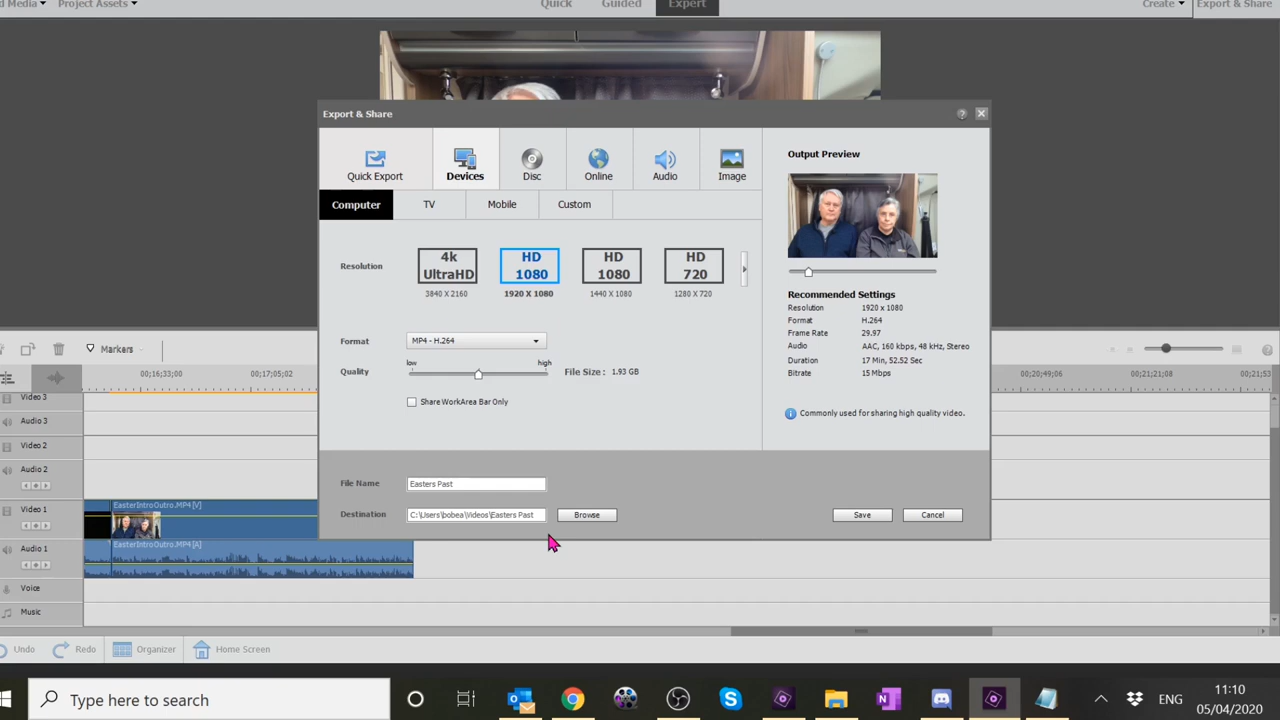 d Media Project Assets Quick Guided Expert Create Export & Share
Export & Share
Quick Export Devices Disc Online Audio Image
Computer TV Mobile Custom
Resolution
4k UltraHD HD 1080 HD 1080 HD 720
3840 X 2160 1920 X 1080 1440 X 1080 1280 X 720
Format MP4 - H.264
low high
Quality File Size : 1.93 GB
Share WorkArea Bar Only
File Name Easters Past
Destination C:\Users\bobea\Videos\Easters Past Browse Save Cancel
Output Preview
Recommended Settings
Resolution 1920 x 1080
Format H.264
Frame Rate 29.97
Audio AAC, 160 kbps, 48 kHz, Stereo
Duration 17 Min, 52.52 Sec
Bitrate 15 Mbps
Commonly used for sharing high quality video.
Markers
00;16;33;00 00;17;05;02 00;20;49;06 00;21;21;08 00;21;53
Video 3
Audio 3
Video 2
Audio 2
Video 1 EasterIntroOutro.MP4 [V]
Audio 1 EasterIntroOutro.MP4 [A]
Voice
Music
Undo Redo Organizer Home Screen
Type here to search ENG 11:10
05/04/2020